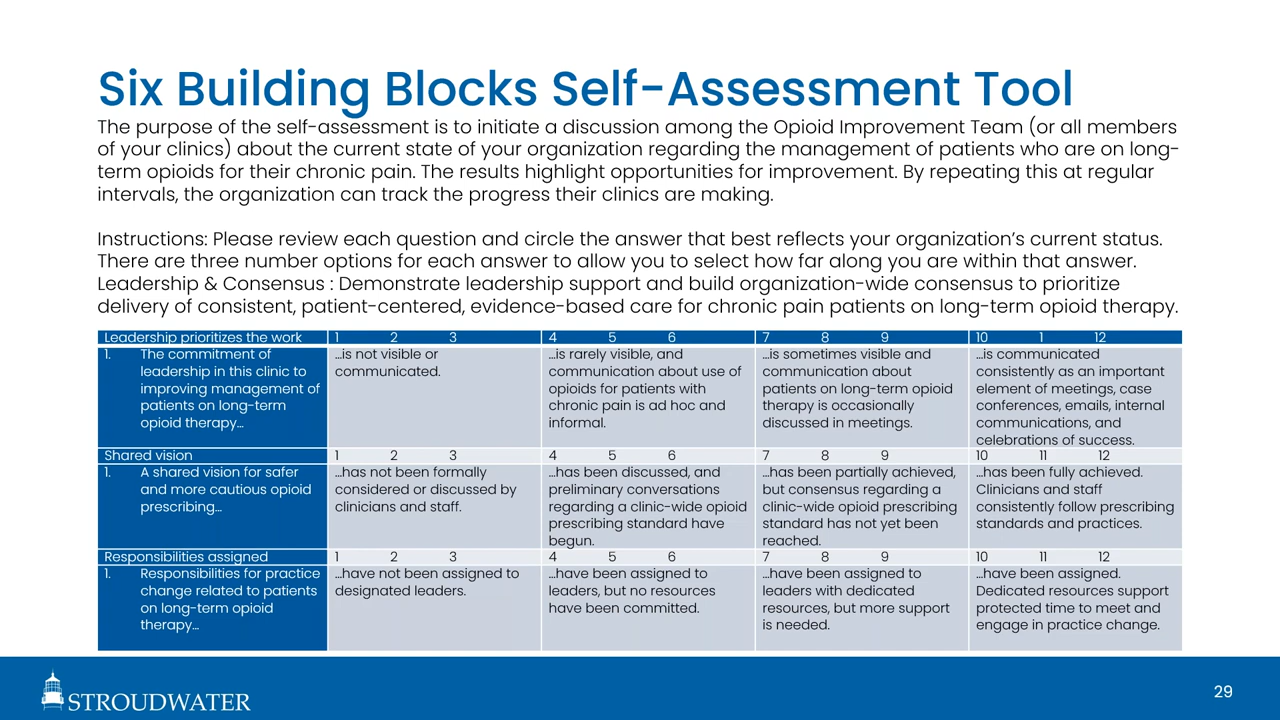 Six Building Blocks Self-Assessment Tool
The purpose of the self-assessment is to initiate a discussion among the Opioid Improvement Team (or all members
of your clinics) about the current state of your organization regarding the management of patients who are on long-
term opioids for their chronic pain. The results highlight opportunities for improvement. By repeating this at regular
intervals, the organization can track the progress their clinics are making.
Instructions: Please review each question and circle the answer that best reflects your organization's current status.
There are three number options for each answer to allow you to select how far along you are within that answer.
Leadership & Consensus : Demonstrate leadership support and build organization-wide consensus to prioritize
delivery of consistent, patient-centered, evidence-based care for chronic pain patients on long-term opioid therapy.
Leadership prioritizes the work 1 2 3 4 5 6 7 8 9 10 1 12
1. The commitment of
leadership in this clinic to
improving management of
patients on long-term
opioid therapy…
…is not visible or
communicated.
…is rarely visible, and
communication about use of
opioids for patients with
chronic pain is ad hoc and
informal.
…is sometimes visible and
communication about
patients on long-term opioid
therapy is occasionally
discussed in meetings.
…is communicated
consistently as an important
element of meetings, case
conferences, emails, internal
communications, and
celebrations of success.
Shared vision 1 2 3 4 5 6 7 8 9 10 11 12
1. A shared vision for safer
and more cautious opioid
prescribing…
…has not been formally
considered or discussed by
clinicians and staff.
…has been discussed, and
preliminary conversations
regarding a clinic-wide opioid
prescribing standard have
begun.
…has been partially achieved,
but consensus regarding a
clinic-wide opioid prescribing
standard has not yet been
reached.
…has been fully achieved.
Clinicians and staff
consistently follow prescribing
standards and practices.
Responsibilities assigned 1 2 3 4 5 6 7 8 9 10 11 12
1. Responsibilities for practice
change related to patients
on long-term opioid
therapy…
…have not been assigned to
designated leaders.
…have been assigned to
leaders, but no resources
have been committed.
…have been assigned to
leaders with dedicated
resources, but more support
is needed.
…have been assigned.
Dedicated resources support
protected time to meet and
engage in practice change.
STROUDWATER
29